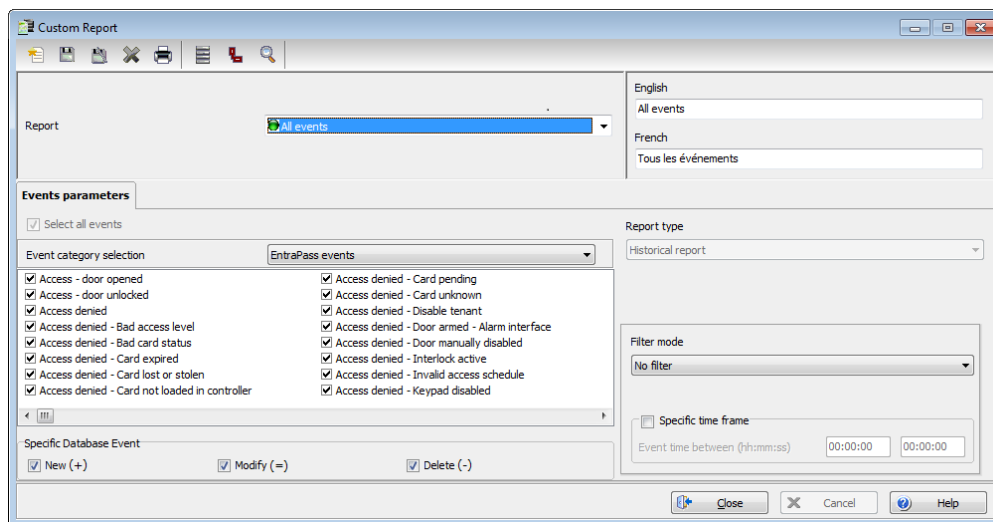 Custom Report
English
All events
Report
All events
French
Tous les événements
Events parameters
Select all events
Report type
Event category selection
EntraPass events
Historical report
Access - door opened
Access - door unlocked
Access denied
Access denied - Bad access level
Access denied - Bad card status
Access denied - Card expired
Access denied - Card lost or stolen
Access denied - Card not loaded in controller
Access denied - Card pending
Access denied - Card unknown
Access denied - Disable tenant
Access denied - Door armed - Alarm interface
Access denied - Door manually disabled
Access denied - Interlock active
Access denied - Invalid access schedule
Access denied - Keypad disabled
Filter mode
No filter
Specific time frame
Event time between (hh:mm:ss)
00:00:00
00:00:00
Specific Database Event
New (+)
Modify (=)
Delete (-)
Close
Cancel
Help